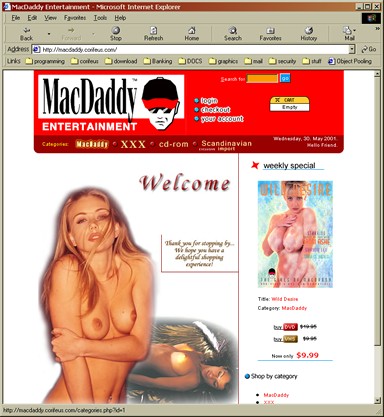 MacDaddy Entertainment - Microsoft Internet Explorer
File Edit View Favorites Tools Help
Back Forward Stop Refresh Home Search Favorites History Mail
Address http://macdaddy.corifeus.com/ Go
Links programming corifeus download Banking DOCS graphics mail security stuff Object Pooling
Search for: go
MacDaddy
ENTERTAINMENT
login
checkout
your account
CART
Empty
Wednesday, 30. May 2001
Hello Friend.
Categories: MacDaddy XXX cd-rom Scandinavian
import
weekly special
Welcome
WILD DESIRE
Thank you for stopping by...
We hope you have a
delightful shopping
experience!
Title: Wild Desire
Category: MacDaddy
buy DVD $19.95
buy VHS $19.95
Now only $9.99
Shop by category
MacDaddy
XXX
http://macdaddy.corifeus.com/categories.php?id=1